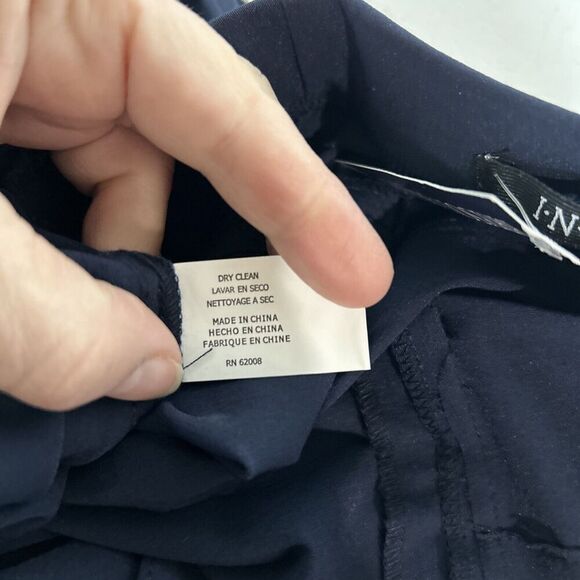 DRY CLEAN
LAVAR EN SECO
NETTOYAGE A SEC
MADE IN CHINA
HECHO EN CHINA
FABRIQUE EN CHINE
RN 62008
I·N